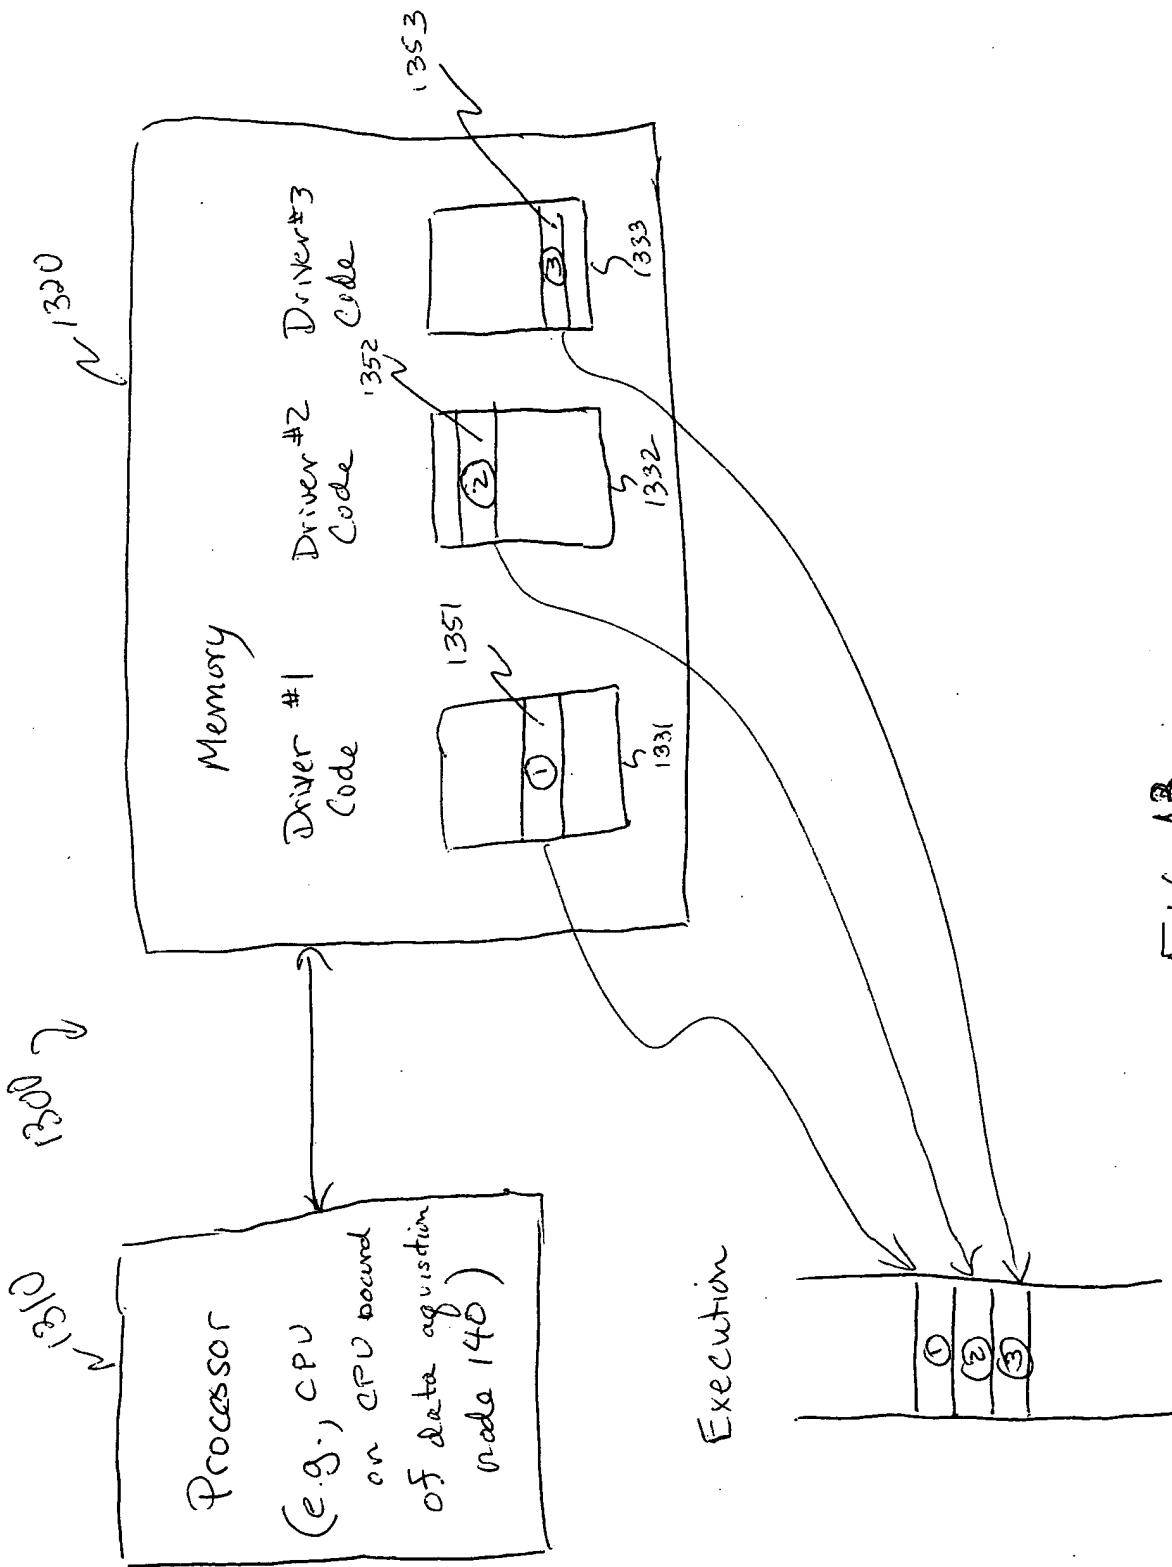 1300
1310
Processor
(e.g., CPU
on CPU board
of data aqusition
node 140)
1320
Memory
Driver #1
Code
Driver #2
Code
Driver #3
Code
1351
1352
1353
1
2
3
1331
1332
1333
Execution
1
2
3